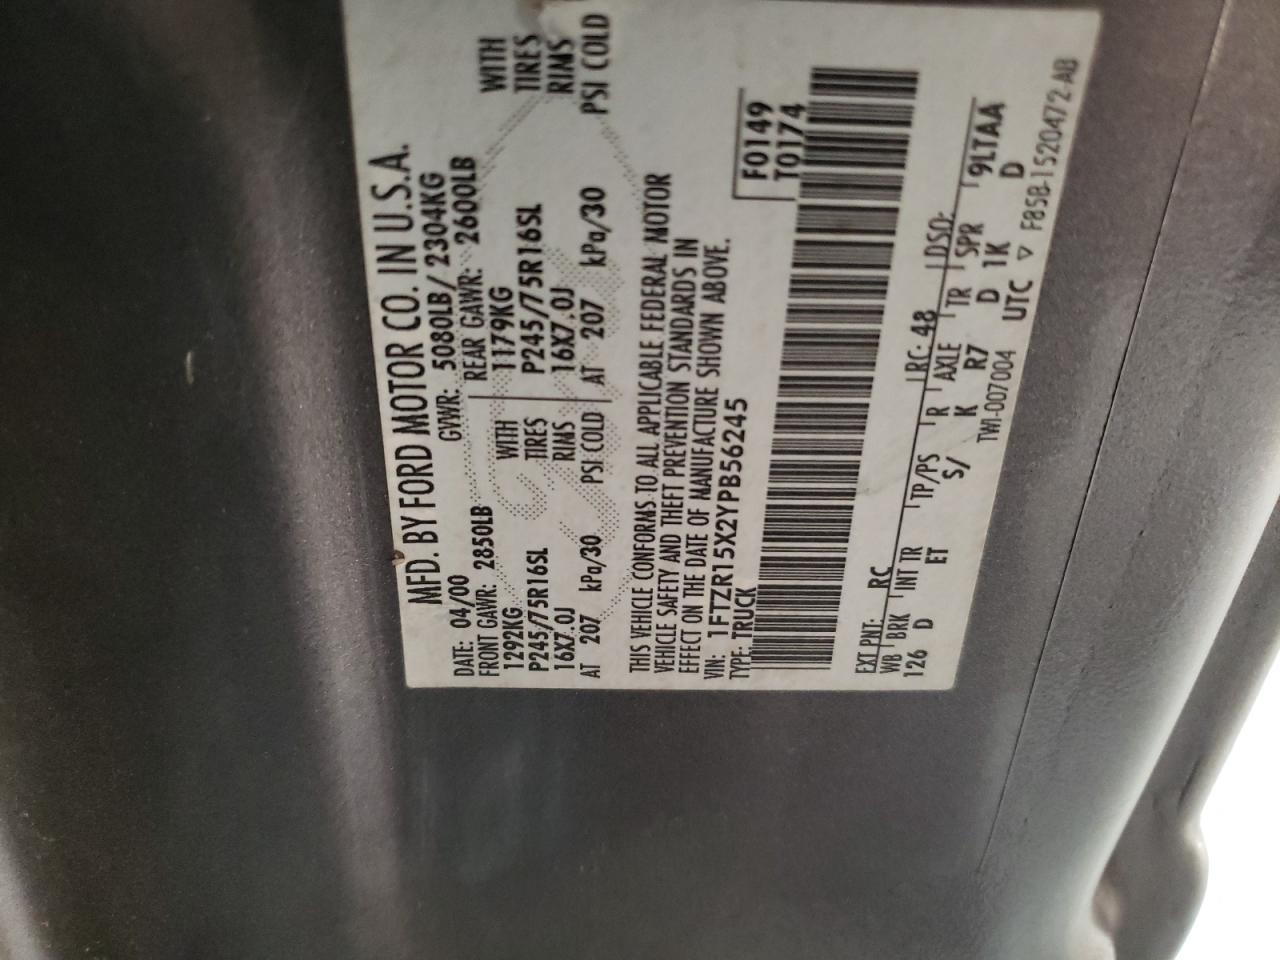 MFD. BY FORD MOTOR CO. IN U.S.A.
DATE: 04/00 GVWR: 5080LB/ 2304KG
FRONT GAWR: 2850LB REAR GAWR: 2600LB
1292KG WITH 1179KG WITH
P245/75R16SL TIRES P245/75R16SL TIRES
16X7.0J RIMS 16X7.0J RIMS
AT 207 kPa/30 PSI COLD AT 207 kPa/30 PSI COLD
THIS VEHICLE CONFORMS TO ALL APPLICABLE FEDERAL MOTOR
VEHICLE SAFETY AND THEFT PREVENTION STANDARDS IN
EFFECT ON THE DATE OF MANUFACTURE SHOWN ABOVE.
VIN: 1FTZR15X2YPB56245
TYPE: TRUCK
F0149
T0174
EXT PNT: RC RC: 48 DSO:
WB BRK INT TR TP/PS R AXLE TR SPR 9LTAA
126 D ET S/ K R7 D 1K D
TWI-007004 UTC ▽ F85B-1520472-AB